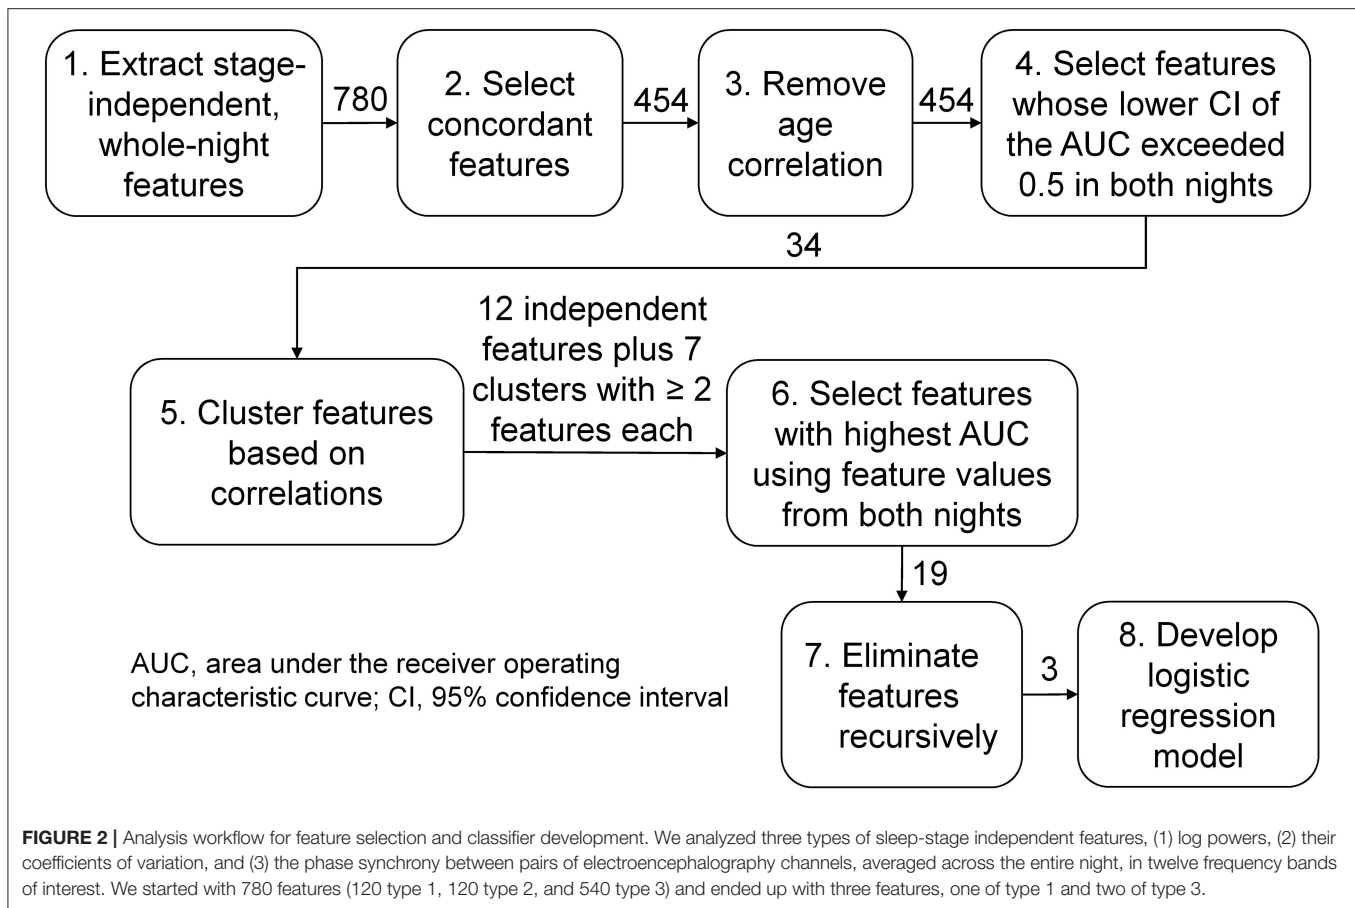 1. Extract stage-
independent,
whole-night
features
780
2. Select
concordant
features
454
3. Remove
age
correlation
454
4. Select features
whose lower CI of
the AUC exceeded
0.5 in both nights
34
5. Cluster features
based on
correlations
12 independent
features plus 7
clusters with ≥ 2
features each
6. Select features
with highest AUC
using feature values
from both nights
19
7. Eliminate
features
recursively
3
8. Develop
logistic
regression
model
AUC, area under the receiver operating
characteristic curve; CI, 95% confidence interval
FIGURE 2 | Analysis workflow for feature selection and classifier development. We analyzed three types of sleep-stage independent features, (1) log powers, (2) their
coefficients of variation, and (3) the phase synchrony between pairs of electroencephalography channels, averaged across the entire night, in twelve frequency bands
of interest. We started with 780 features (120 type 1, 120 type 2, and 540 type 3) and ended up with three features, one of type 1 and two of type 3.